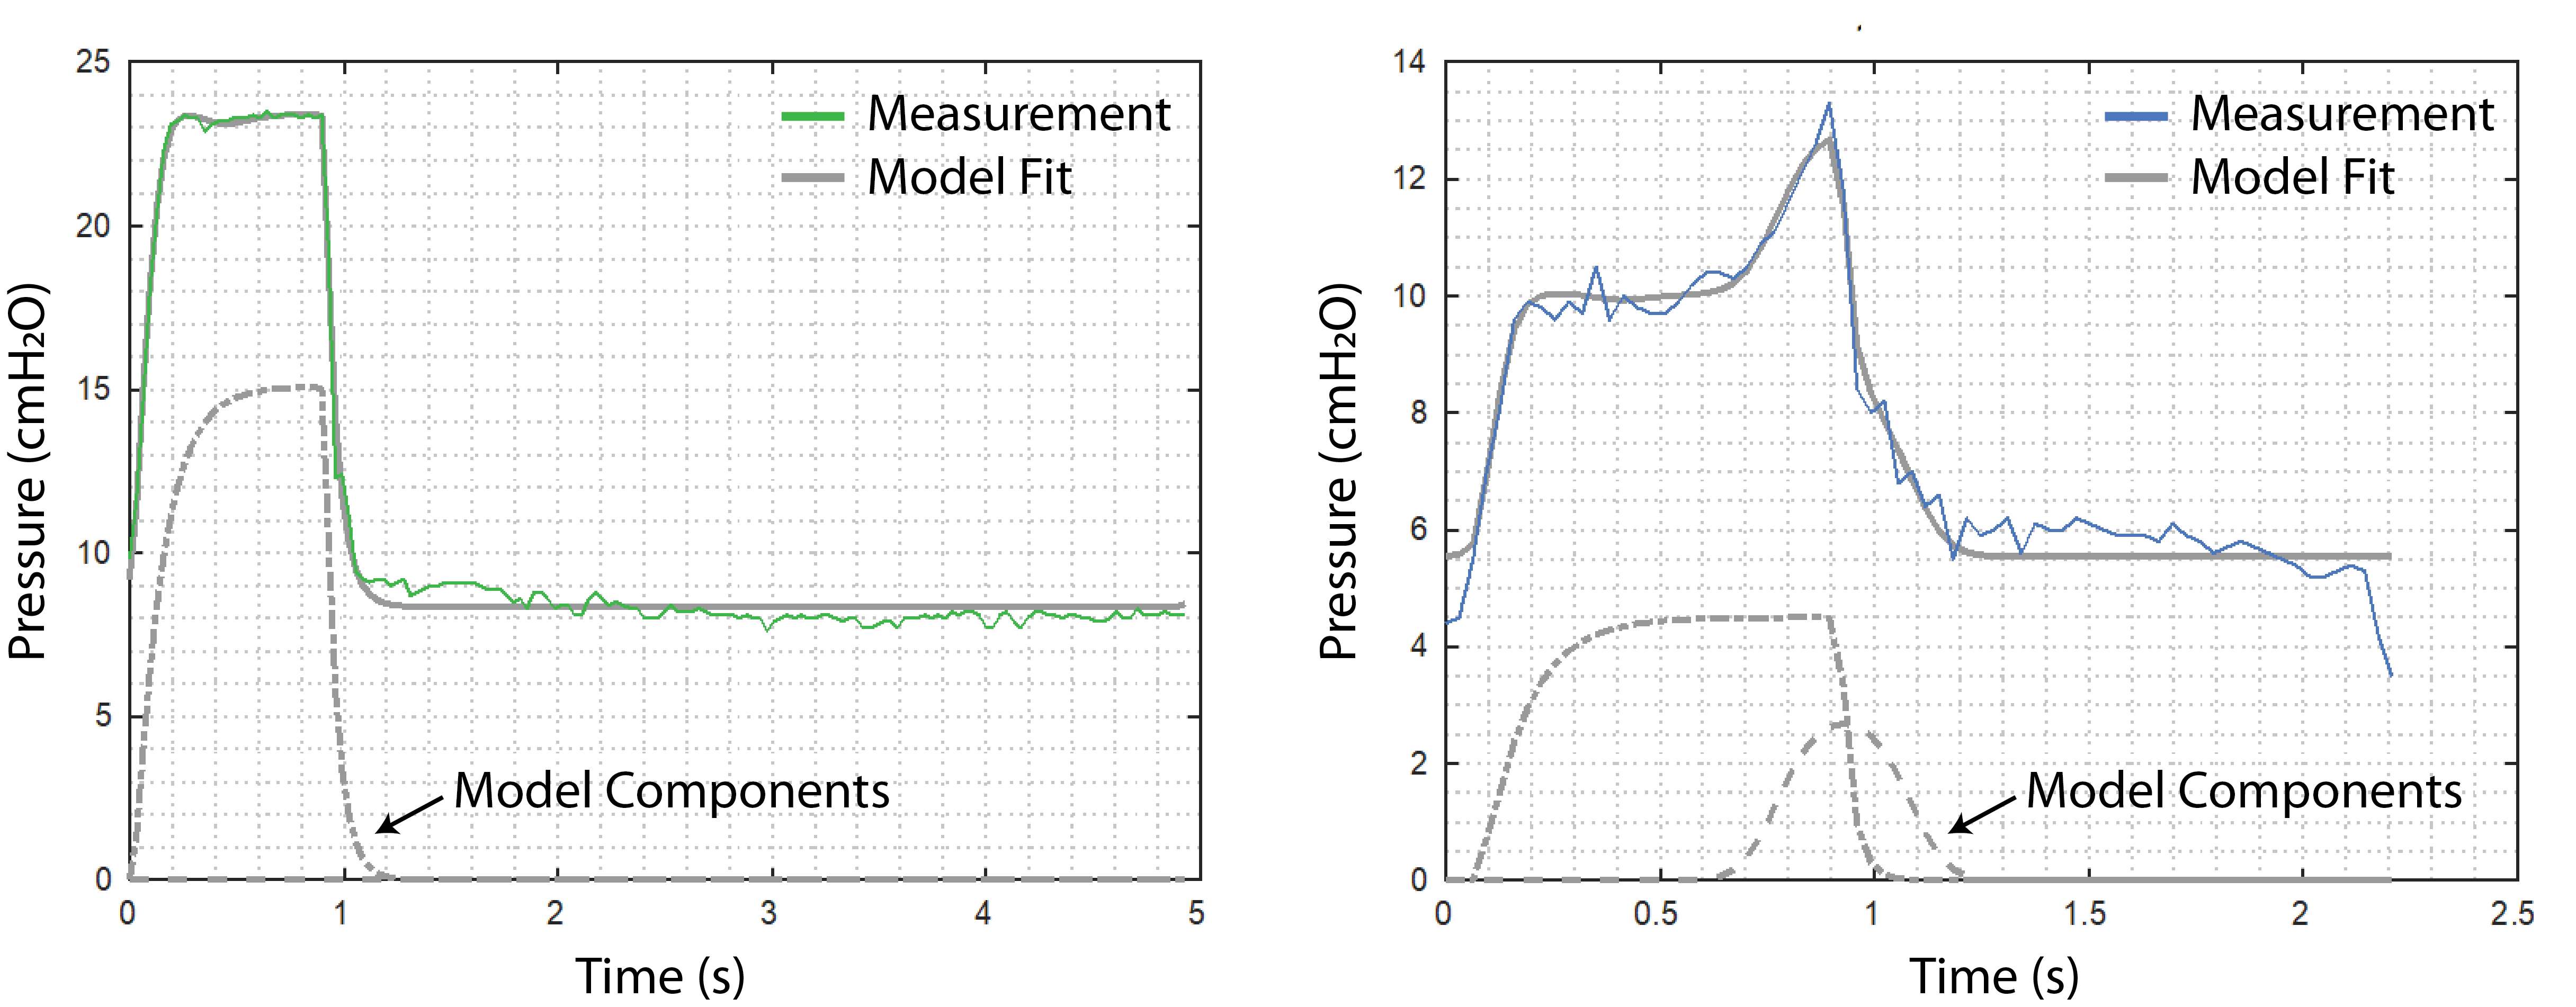 25
20
15
10
5
0
0 1 2 3 4 5
Pressure (cmH₂O)
Time (s)
Measurement
Model Fit
Model Components
14
12
10
8
6
4
2
0
0 0.5 1 1.5 2 2.5
Pressure (cmH₂O)
Time (s)
Measurement
Model Fit
Model Components